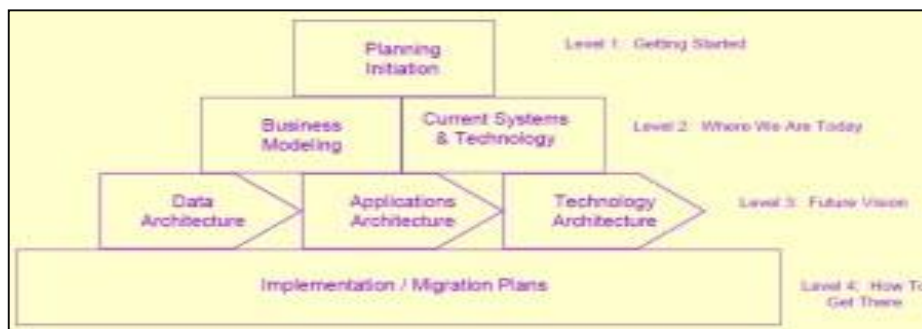 Planning
Initiation
Level 1: Getting Started
Business
Modeling
Current Systems
& Technology
Level 2: Where We Are Today
Data
Architecture
Applications
Architecture
Technology
Architecture
Level 3: Future Vision
Implementation / Migration Plans
Level 4: How To
Get There